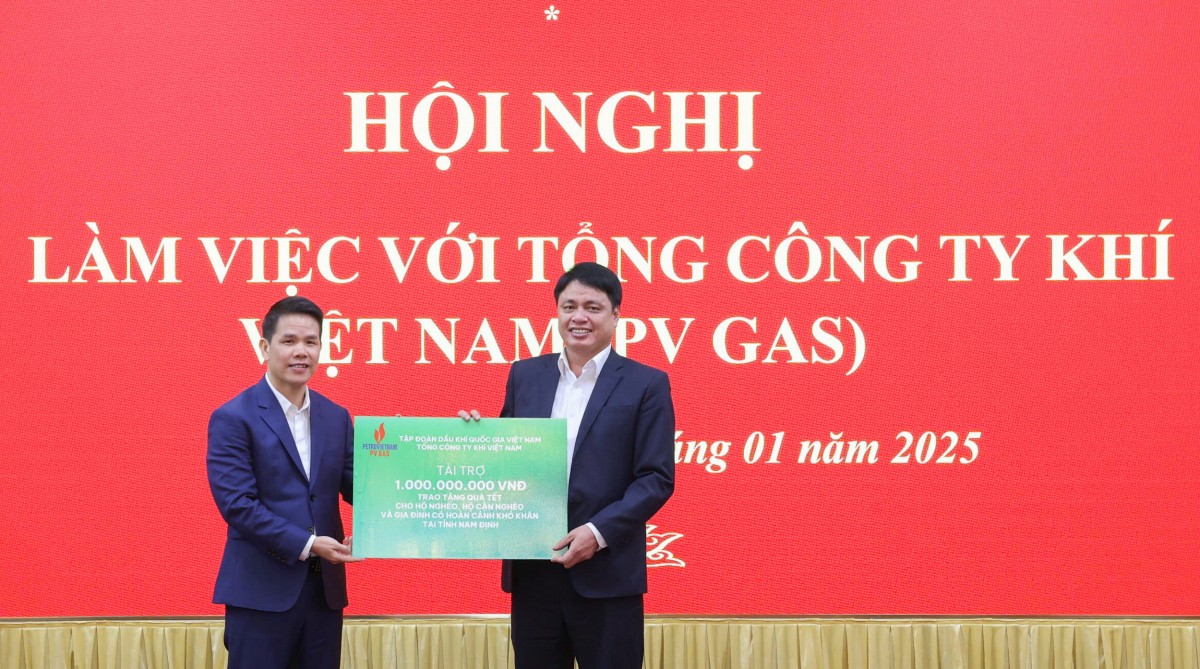 *
HỘI NGHỊ
LÀM VIỆC VỚI TỔNG CÔNG TY KHÍ
VIỆT NAM PV GAS)
áng 01 năm 2025
PETROVIETNAM
PV GAS
TẬP ĐOÀN DẦU KHÍ QUỐC GIA VIỆT NAM
TỔNG CÔNG TY KHÍ VIỆT NAM
TÀI TRỢ
1.000.000.000 VNĐ
TRAO TẶNG QUÀ TẾT
CHO HỘ NGHÈO, HỘ CẬN NGHÈO
VÀ GIA ĐÌNH CÓ HOÀN CẢNH KHÓ KHĂN
TẠI TỈNH NAM ĐỊNH